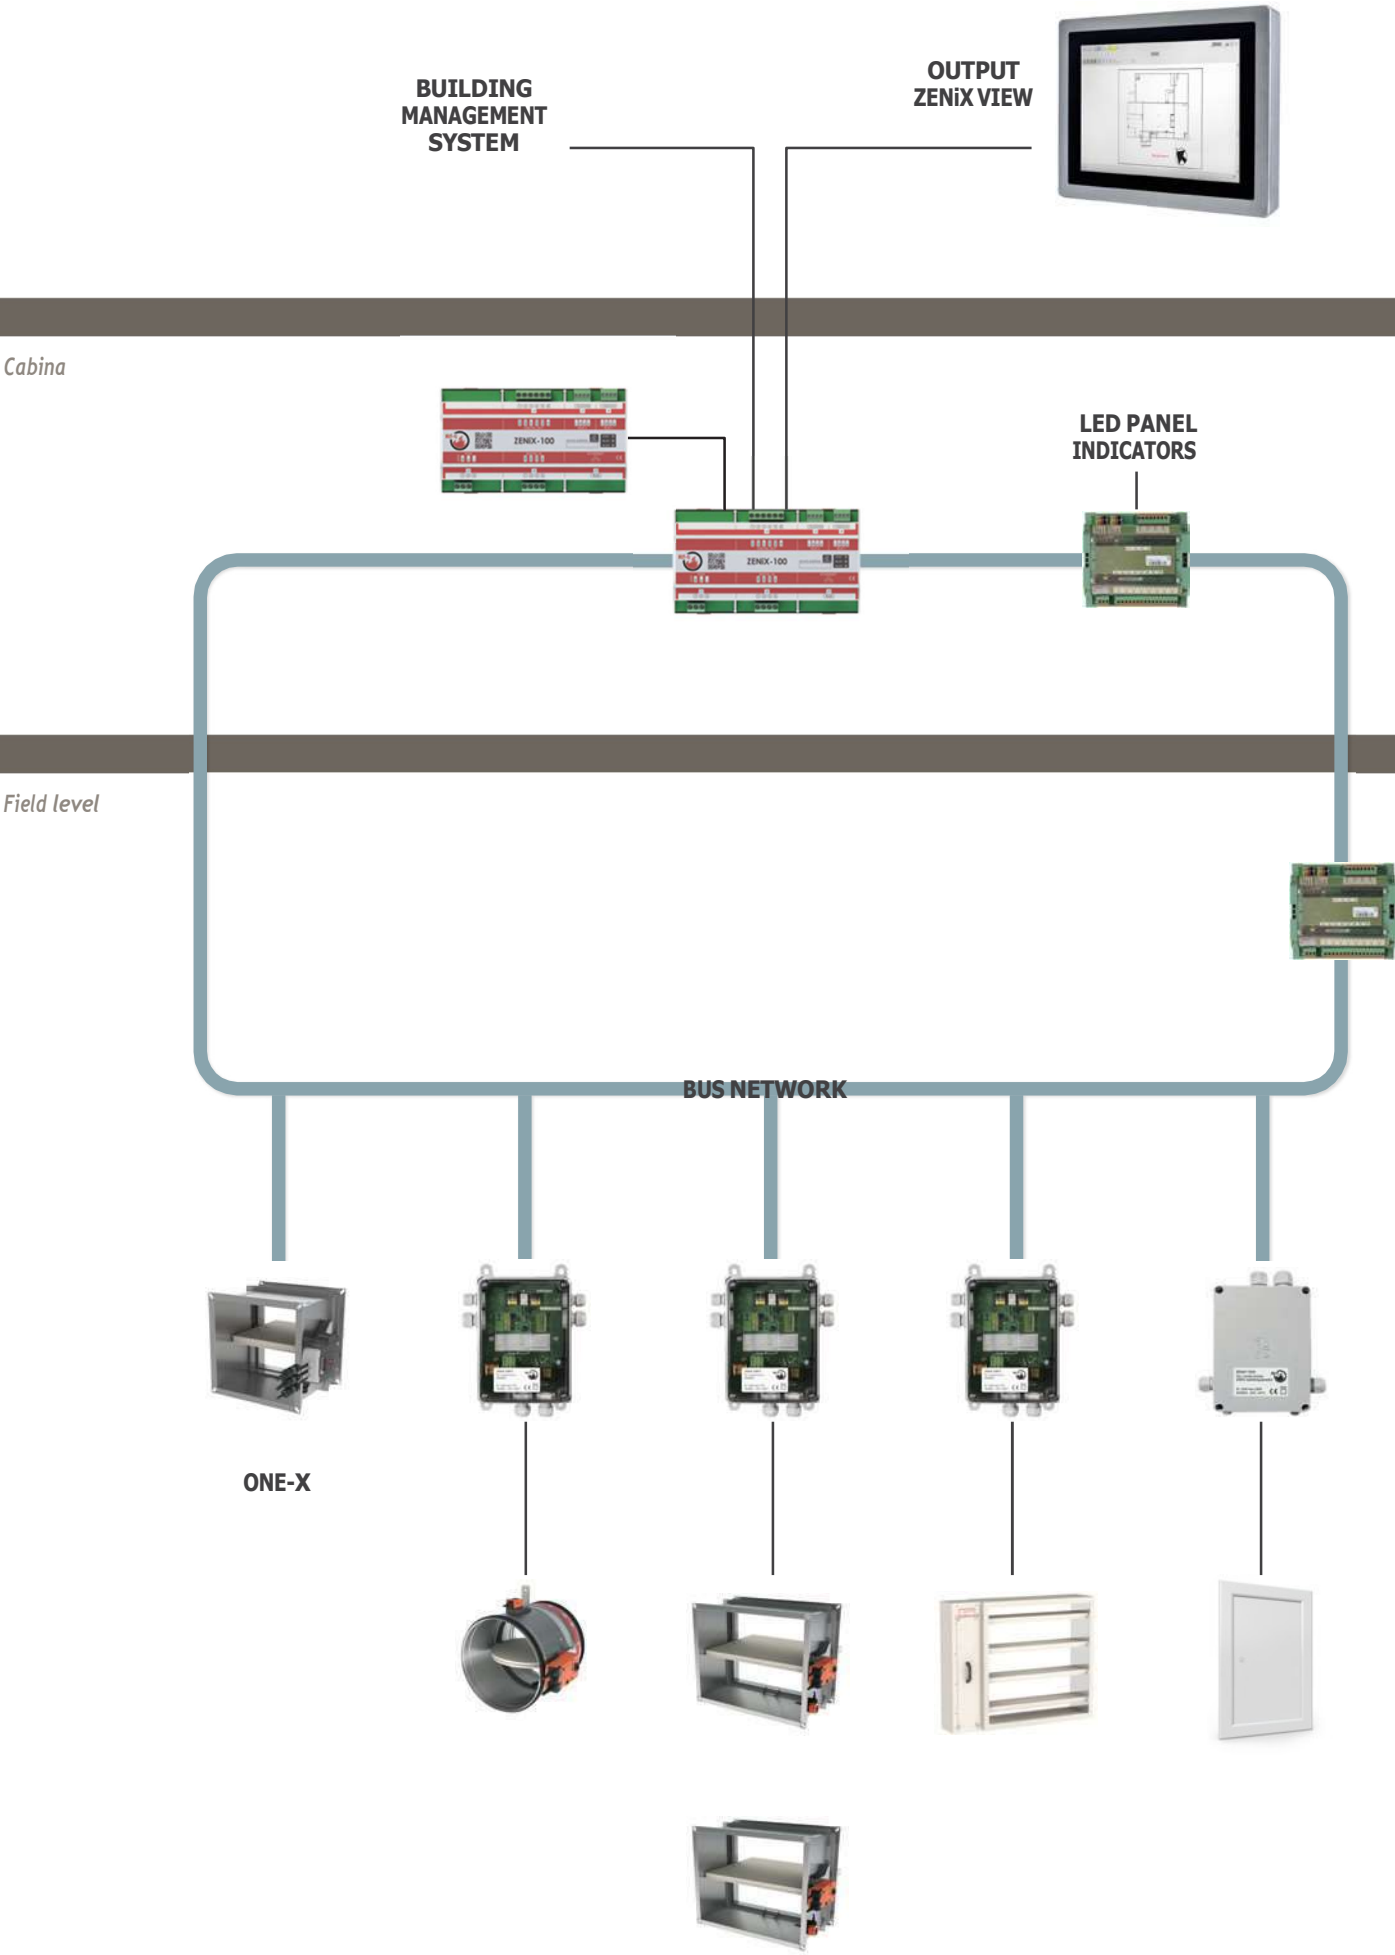 OUTPUT
ZENiX VIEW
BUILDING
MANAGEMENT
SYSTEM
Cabina
ZENIX-100
LED PANEL
INDICATORS
ZENIX-100
Field level
BUS NETWORK
ONE-X